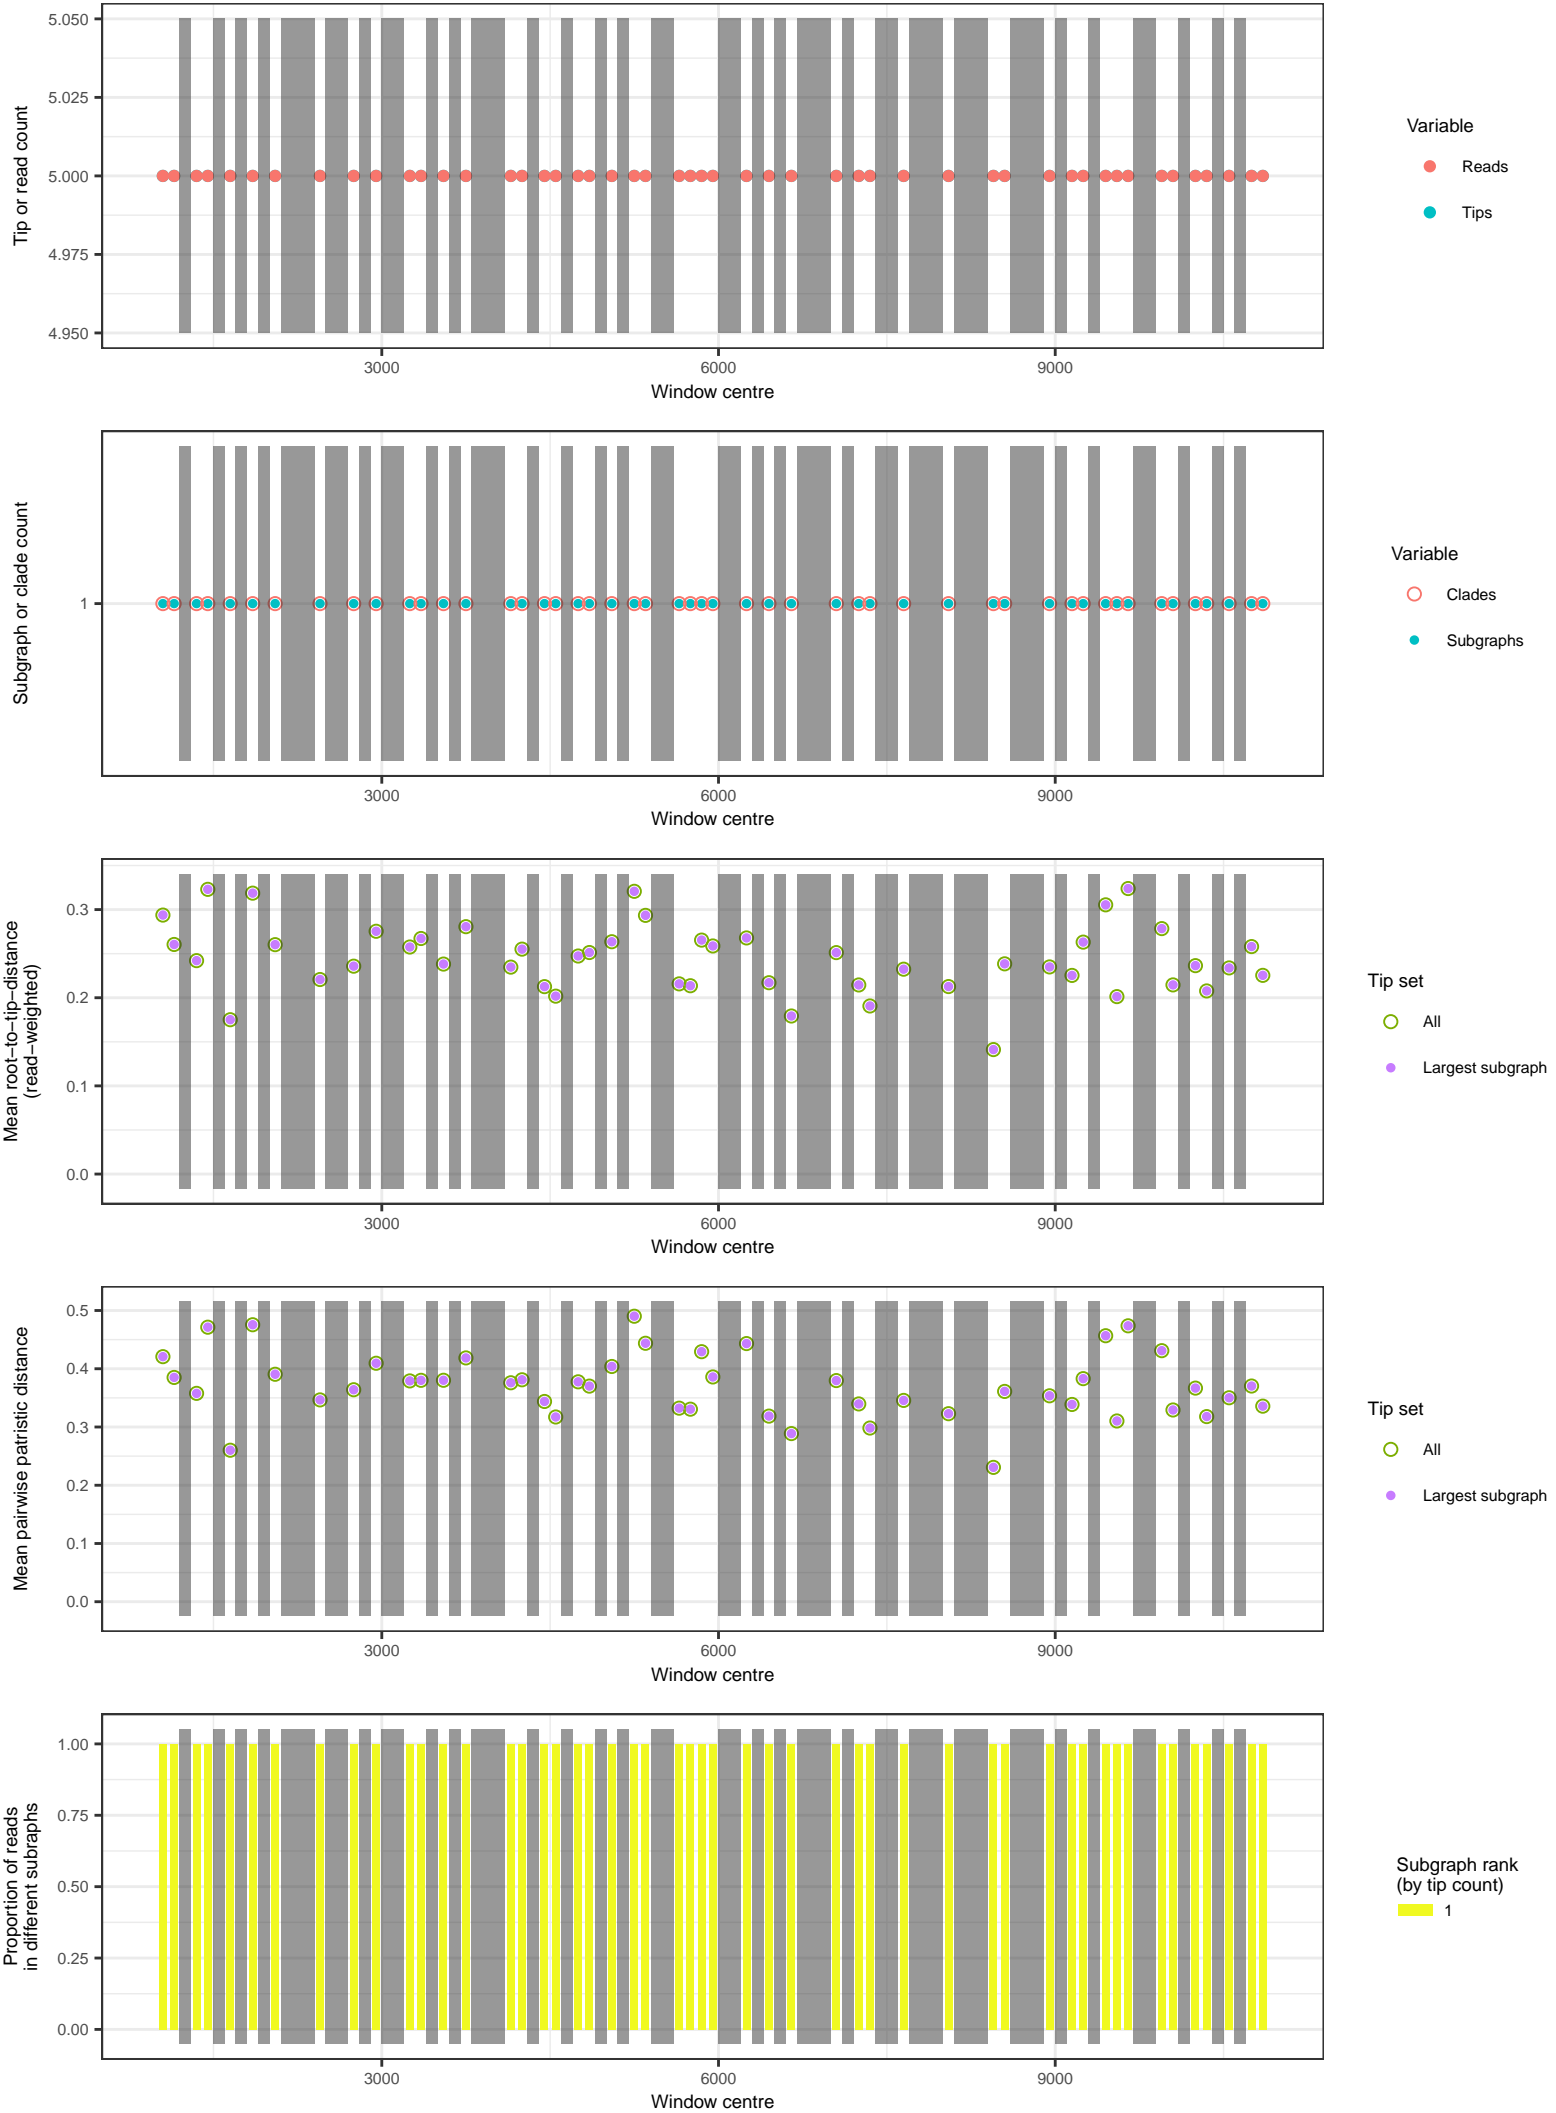 5.050
5.025
5.000
4.975
4.950
Tip or read count
3000
6000
9000
Window centre
Variable
Reads
Tips
1
Subgraph or clade count
3000
6000
9000
Window centre
Variable
Clades
Subgraphs
0.3
0.2
0.1
0.0
Mean root−to−tip−distance
(read−weighted)
3000
6000
9000
Window centre
Tip set
All
Largest subgraph
0.5
0.4
0.3
0.2
0.1
0.0
Mean pairwise patristic distance
3000
6000
9000
Window centre
Tip set
All
Largest subgraph
1.00
0.75
0.50
0.25
0.00
Proportion of reads
in different subraphs
3000
6000
9000
Window centre
Subgraph rank
(by tip count)
1